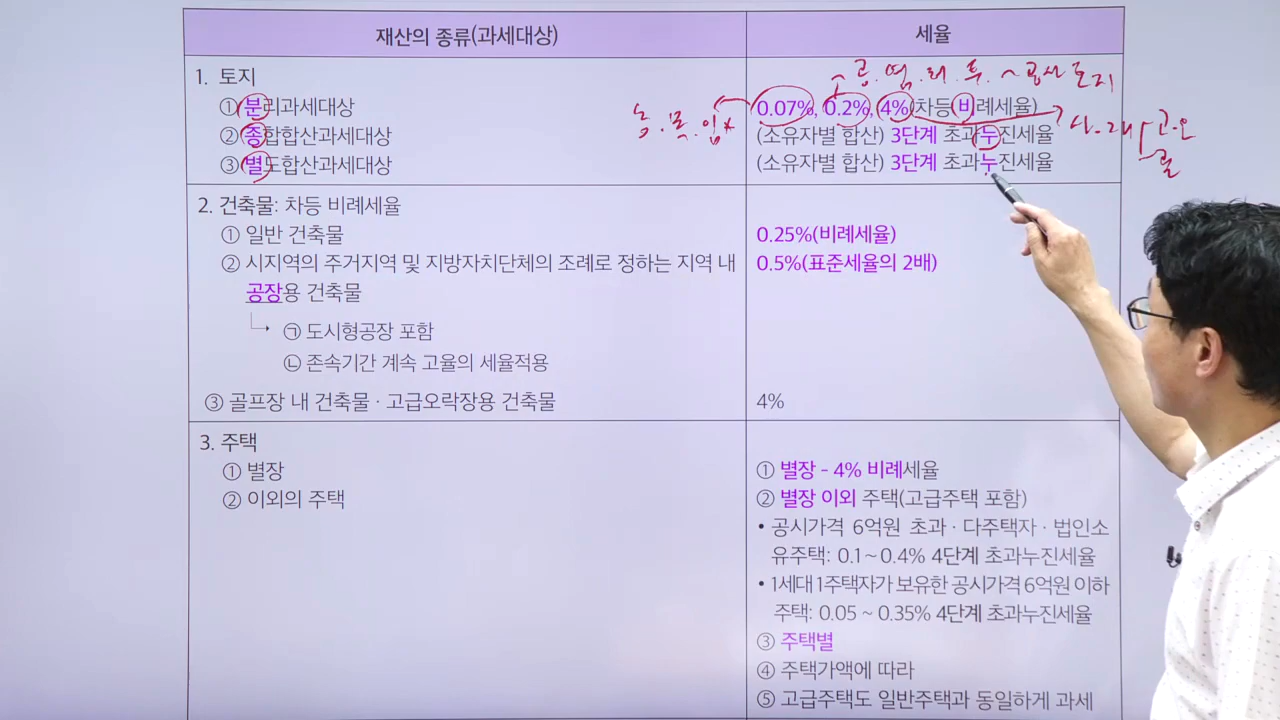 재산의 종류(과세대상)
세율
1. 토지
① 분리과세대상
0.07%, 0.2%, 4%(차등 비례세율)
② 종합합산과세대상
(소유자별 합산) 3단계 초과누진세율
③ 별도합산과세대상
(소유자별 합산) 3단계 초과누진세율
2. 건축물: 차등 비례세율
① 일반 건축물
0.25%(비례세율)
② 시지역의 주거지역 및 지방자치단체의 조례로 정하는 지역 내
공장용 건축물
0.5%(표준세율의 2배)
㉠ 도시형공장 포함
㉡ 존속기간 계속 고율의 세율적용
③ 골프장 내 건축물 · 고급오락장용 건축물
4%
3. 주택
① 별장
② 이외의 주택
① 별장 - 4% 비례세율
② 별장 이외 주택(고급주택 포함)
• 공시가격 6억원 초과 · 다주택자 · 법인소
유주택: 0.1~0.4% 4단계 초과누진세율
• 1세대 1주택자가 보유한 공시가격 6억원 이하
주택: 0.05 ~ 0.35% 4단계 초과누진세율
③ 주택별
④ 주택가액에 따라
⑤ 고급주택도 일반주택과 동일하게 과세